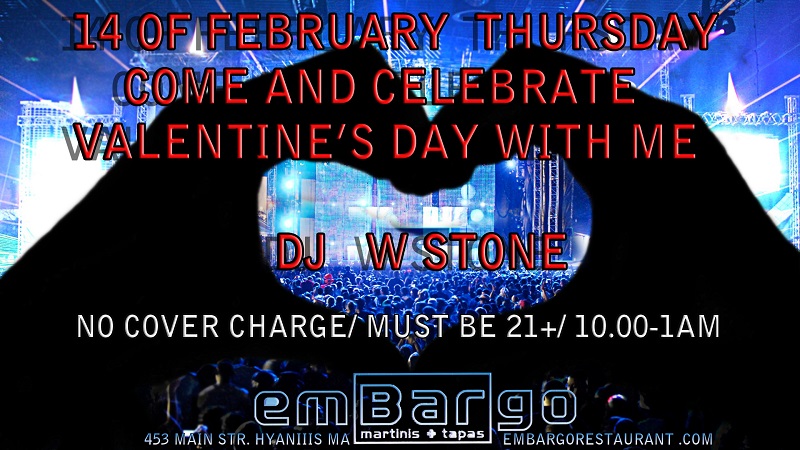 14 OF FEBRUARY THURSDAY
COME AND CELEBRATE
VALENTINE'S DAY WITH ME
DJ W STONE
NO COVER CHARGE/ MUST BE 21+/ 10.00-1AM
emBargo
martinis + tapas
453 MAIN STR. HYANIIIS MA EMBARGORESTAURANT .COM